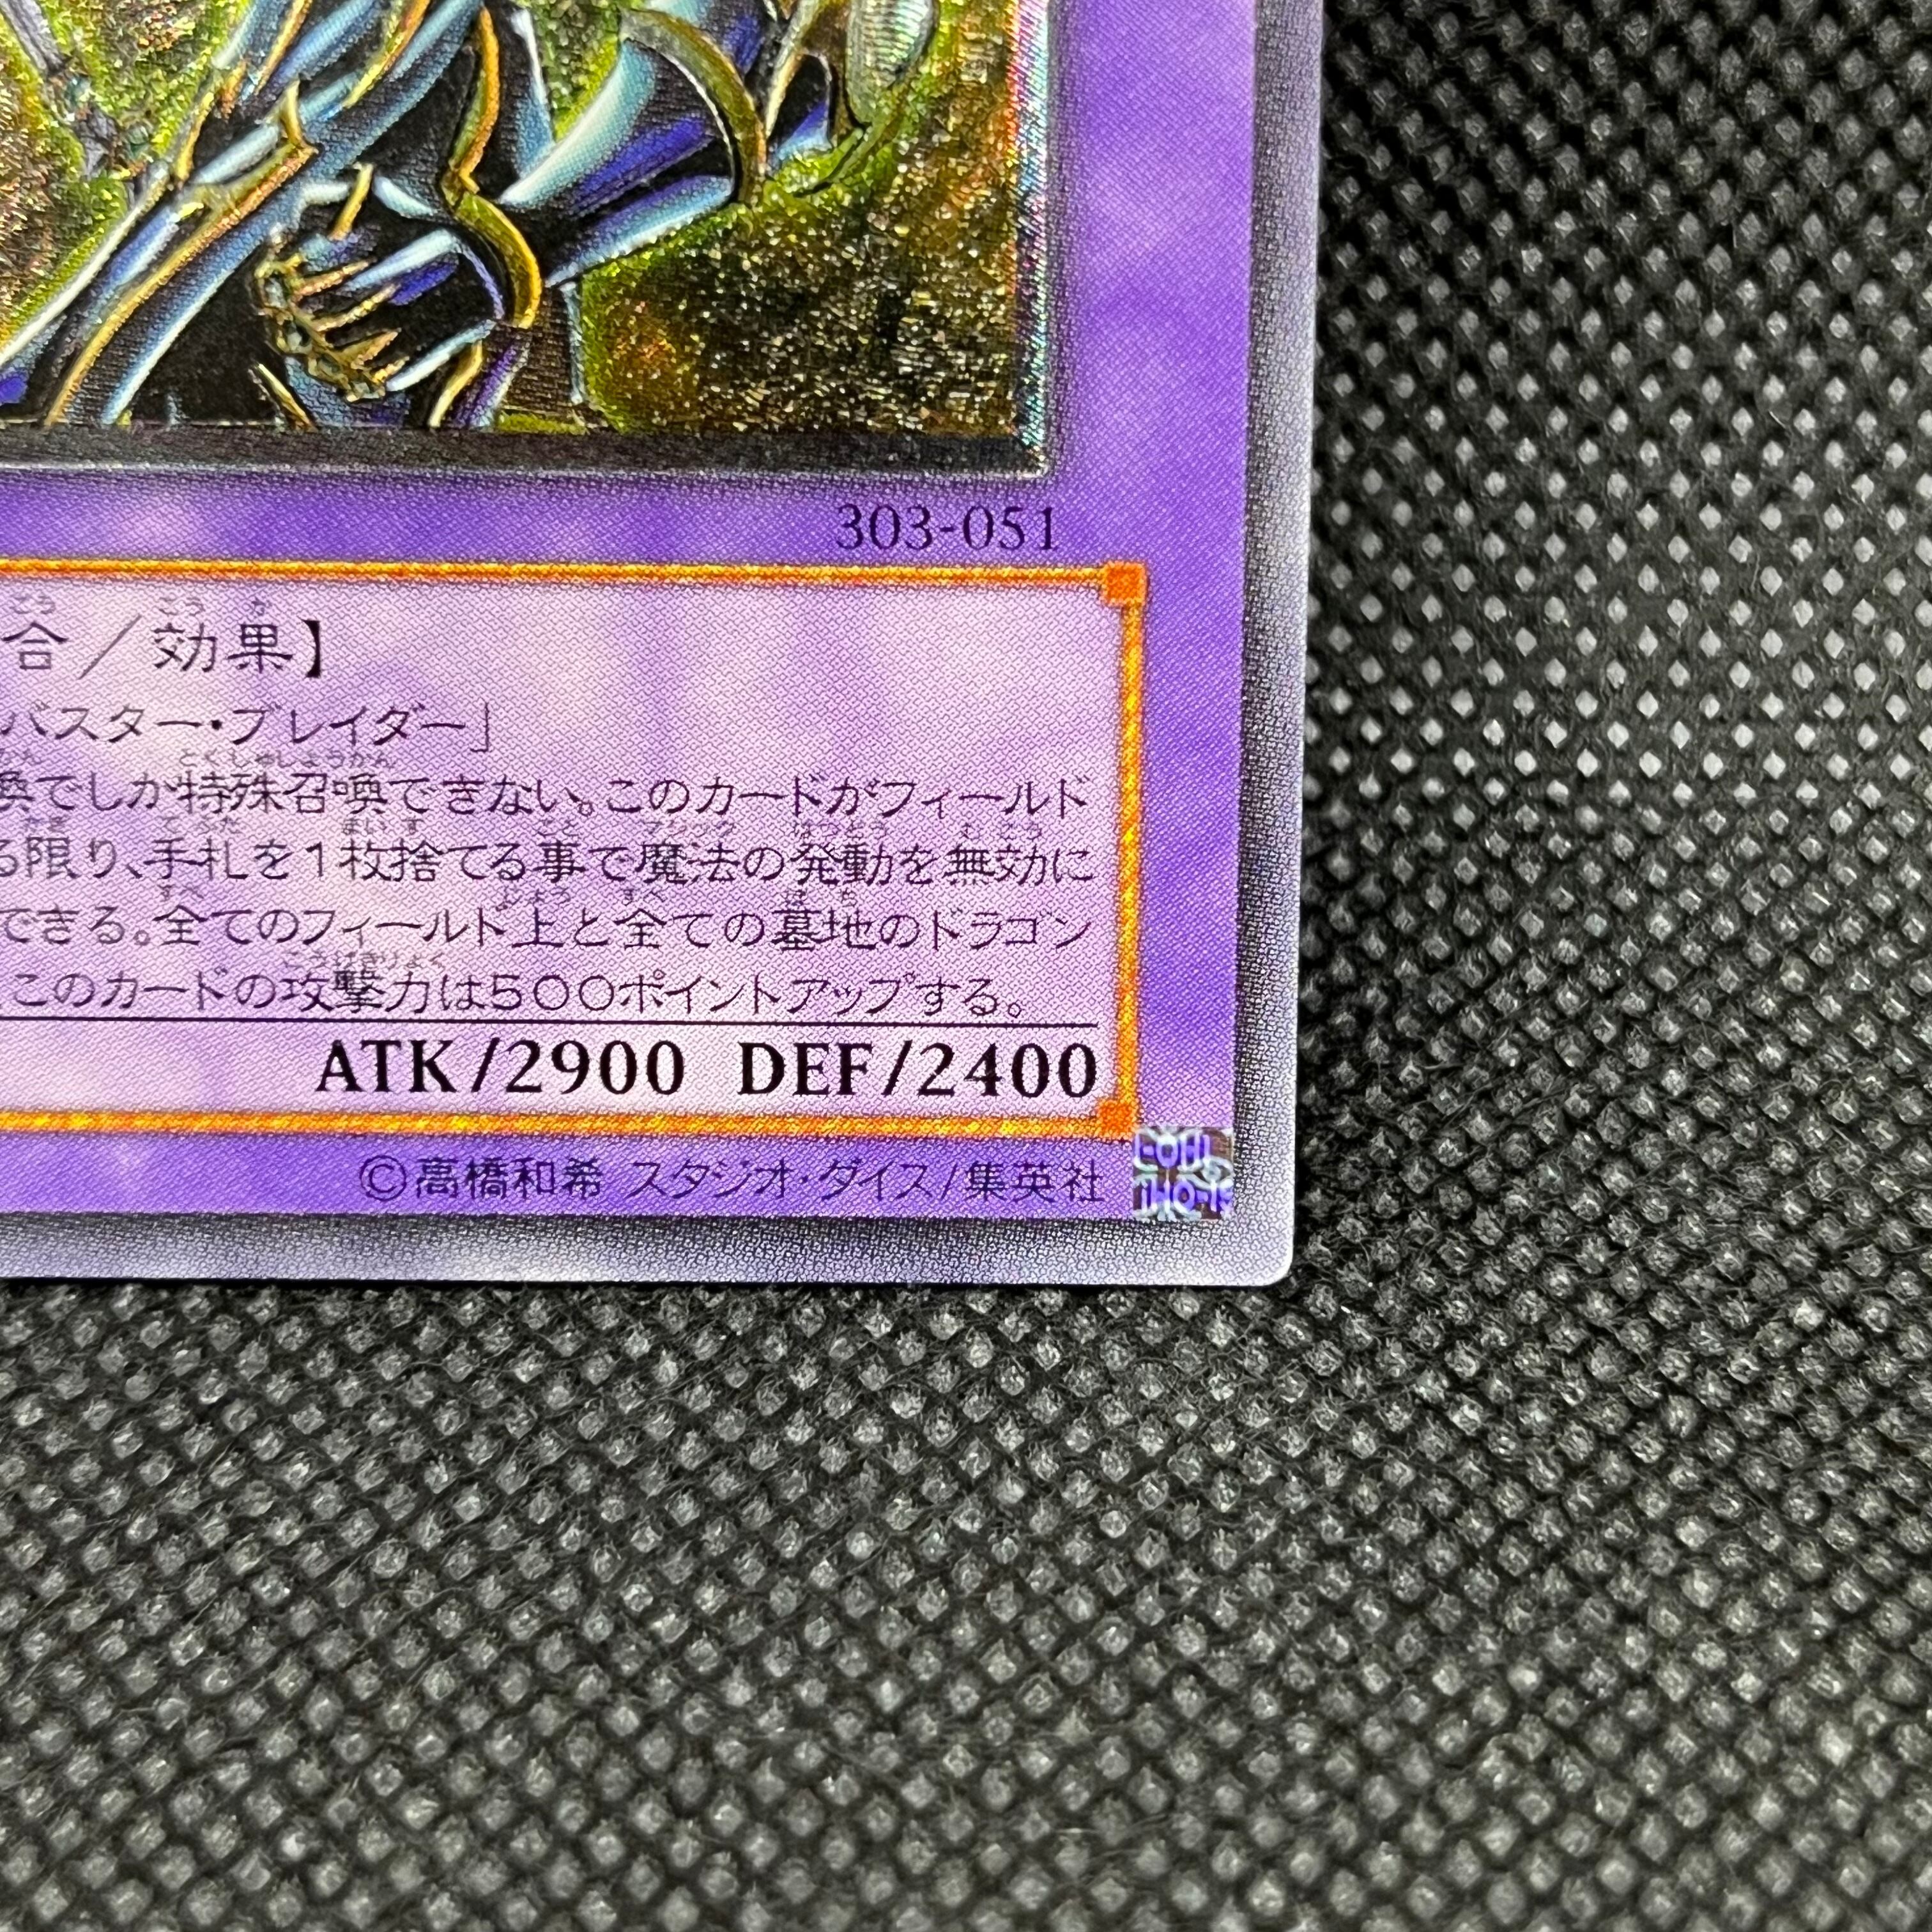 303-051
合／効果】
バスター・ブレイダー」
喚でしか特殊召喚できない。このカードがフィールド
る限り、手札を1枚捨てる事で魔法の発動を無効に
できる。全てのフィールド上と全ての墓地のドラゴン
このカードの攻撃力は500ポイントアップする。
ATK/2900 DEF/2400
©高橋和希 スタジオ・ダイス/集英社